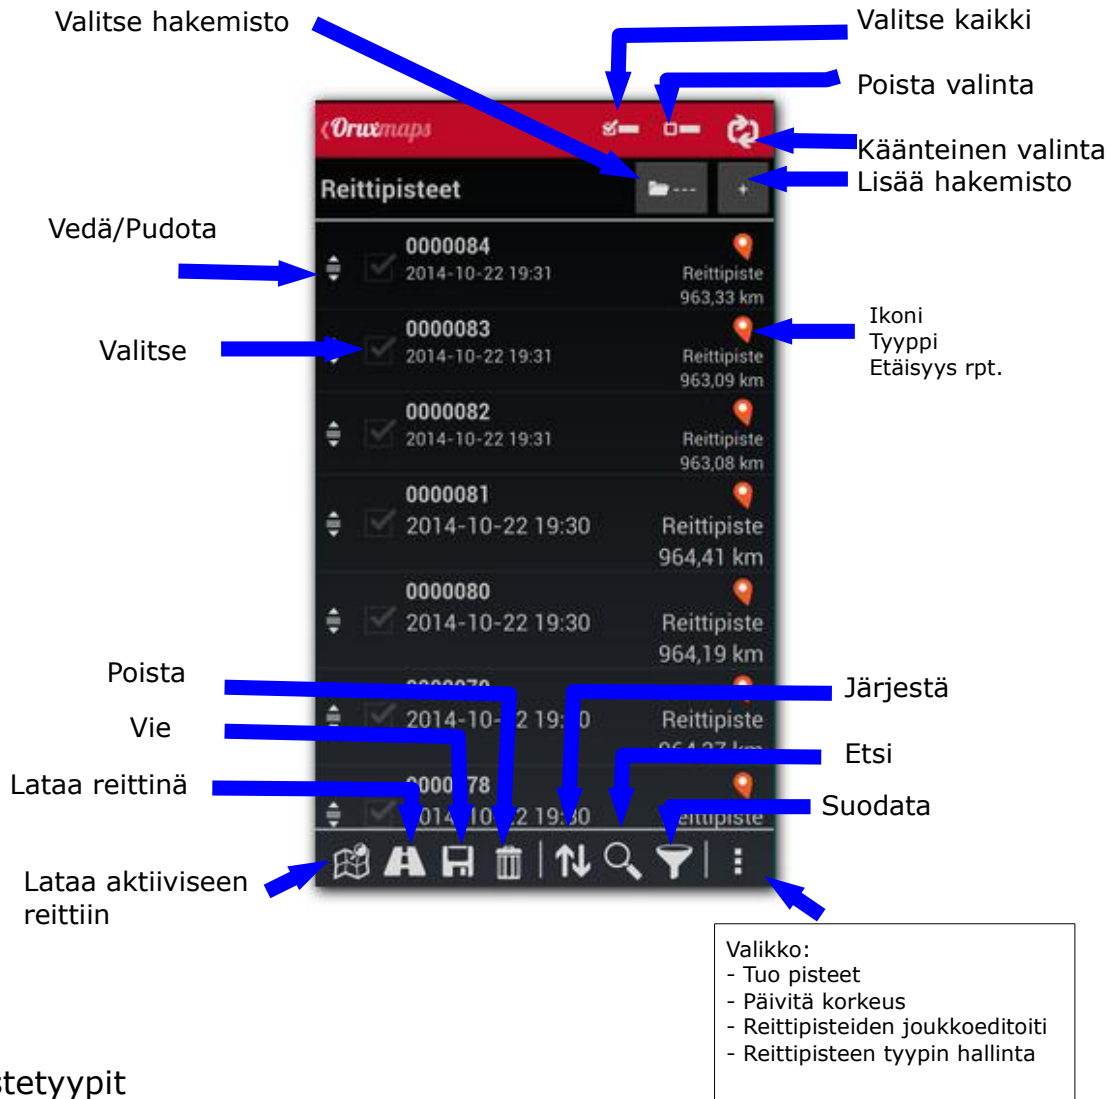 Valitse hakemisto
Valitse kaikki
Poista valinta
Käänteinen valinta
Lisää hakemisto
Oruxmaps
Reittipisteet
---
+
Vedä/Pudota
0000084
2014-10-22 19:31
Reittipiste
963,33 km
Valitse
0000083
2014-10-22 19:31
Reittipiste
963,09 km
Ikoni
Tyyppi
Etäisyys rpt.
0000082
2014-10-22 19:31
Reittipiste
963,08 km
0000081
2014-10-22 19:30
Reittipiste
964,41 km
0000080
2014-10-22 19:30
Reittipiste
964,19 km
Poista
Vie
Lataa reittinä
Lataa aktiiviseen
reittiin
Reittipiste
Järjestä
Etsi
Suodata
Valikko:
- Tuo pisteet
- Päivitä korkeus
- Reittipisteiden joukkoeditoiti
- Reittipisteen tyypin hallinta
stetyypit